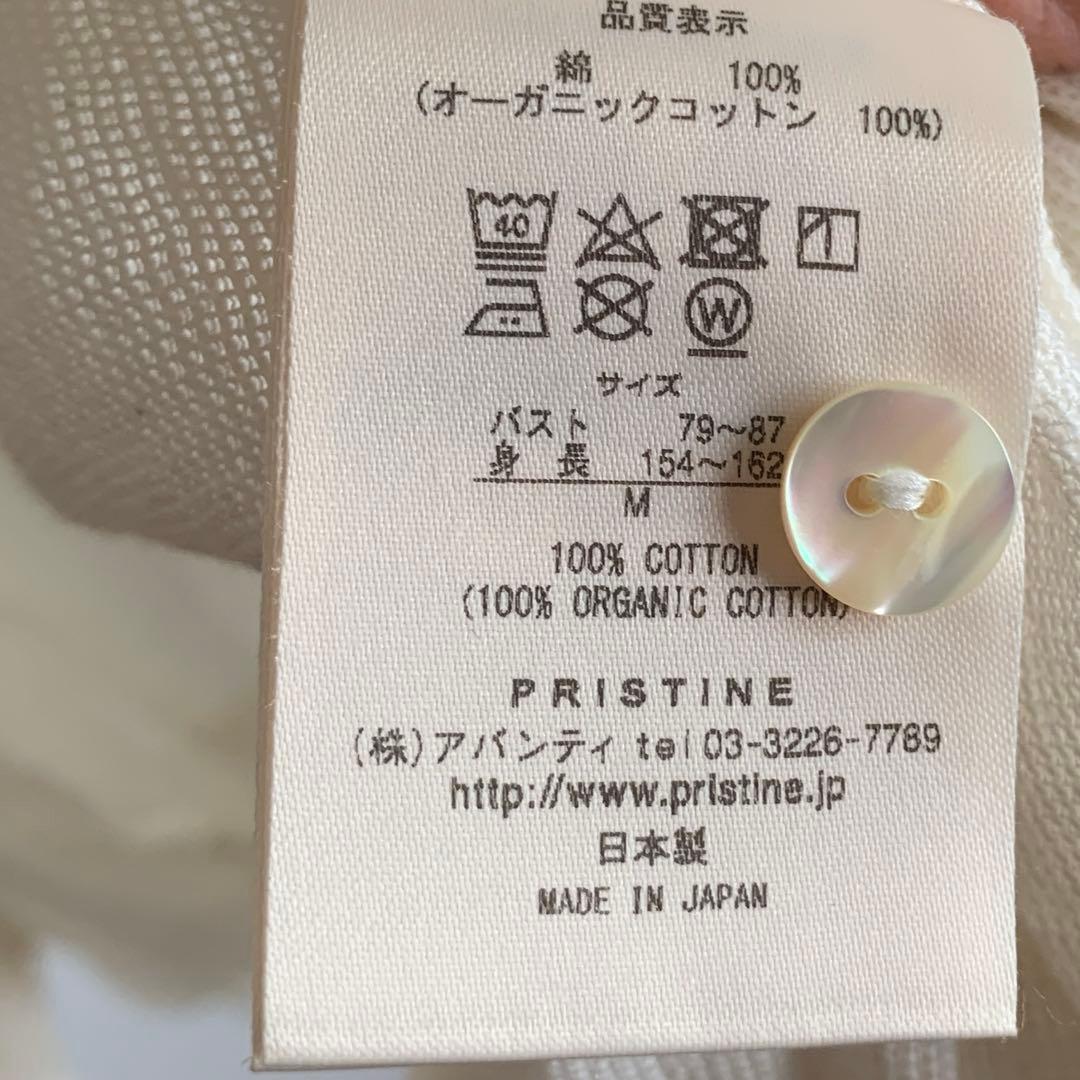 品質表示
綿 100%
(オーガニックコットン 100%)
40
W
サイズ
バスト 79～87
身 長 154～162
M
100% COTTON
(100% ORGANIC COTTON)
PRISTINE
(株)アバンティ tel 03-3226-7789
http://www.pristine.jp
日本製
MADE IN JAPAN